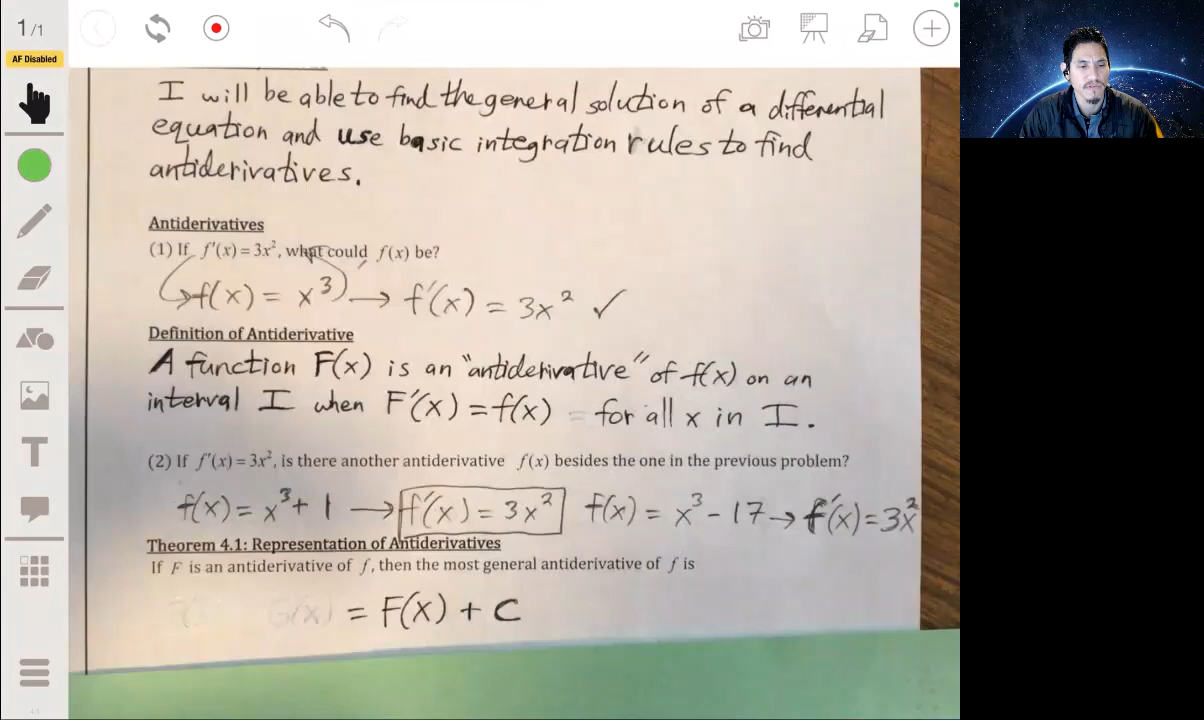 1/1
AF Disabled
I will be able to find the general solution of a differential
equation and use basic integration rules to find
antiderivatives.
Antiderivatives
(1) If f'(x) = 3x², what could f(x) be?
f(x) = x³ → f'(x) = 3x² ✓
Definition of Antiderivative
A function F(x) is an "antiderivative" of f(x) on an
interval I when F'(x) = f(x) = for all x in I.
(2) If f'(x) = 3x², is there another antiderivative f(x) besides the one in the previous problem?
f(x) = x³ + 1 → f'(x) = 3x² f(x) = x³ - 17 → f'(x) = 3x²
Theorem 4.1: Representation of Antiderivatives
If F is an antiderivative of f, then the most general antiderivative of f is
G(x) = F(x) + C
T